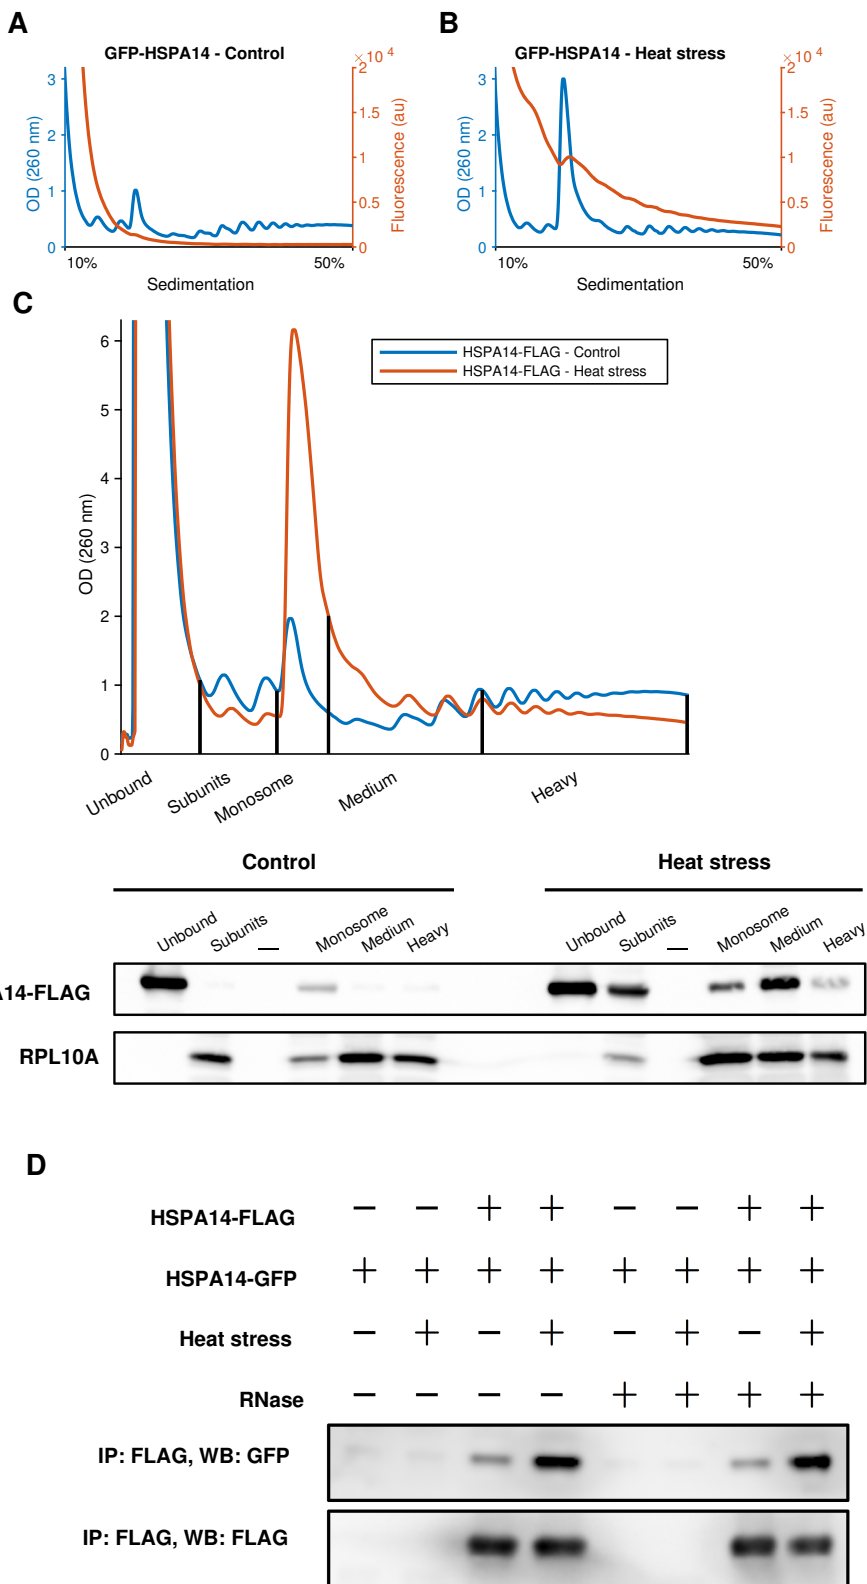 A
GFP-HSPA14 - Control
×10 4
OD (260 nm)
3
2
1
0
2
1.5
1
0.5
0
Fluorescence (au)
10%
50%
Sedimentation
B
GFP-HSPA14 - Heat stress
×10 4
OD (260 nm)
3
2
1
0
2
1.5
1
0.5
0
Fluorescence (au)
10%
50%
Sedimentation
C
HSPA14-FLAG - Control
HSPA14-FLAG - Heat stress
OD (260 nm)
6
5
4
3
2
1
0
Unbound
Subunits
Monosome
Medium
Heavy
Control
Heat stress
Unbound
Subunits
Monosome
Medium
Heavy
Unbound
Subunits
Monosome
Medium
Heavy
A14-FLAG
RPL10A
D
HSPA14-FLAG − − + + − − + +
HSPA14-GFP + + + + + + + +
Heat stress − + − + − + − +
RNase − − − − + + + +
IP: FLAG, WB: GFP
IP: FLAG, WB: FLAG